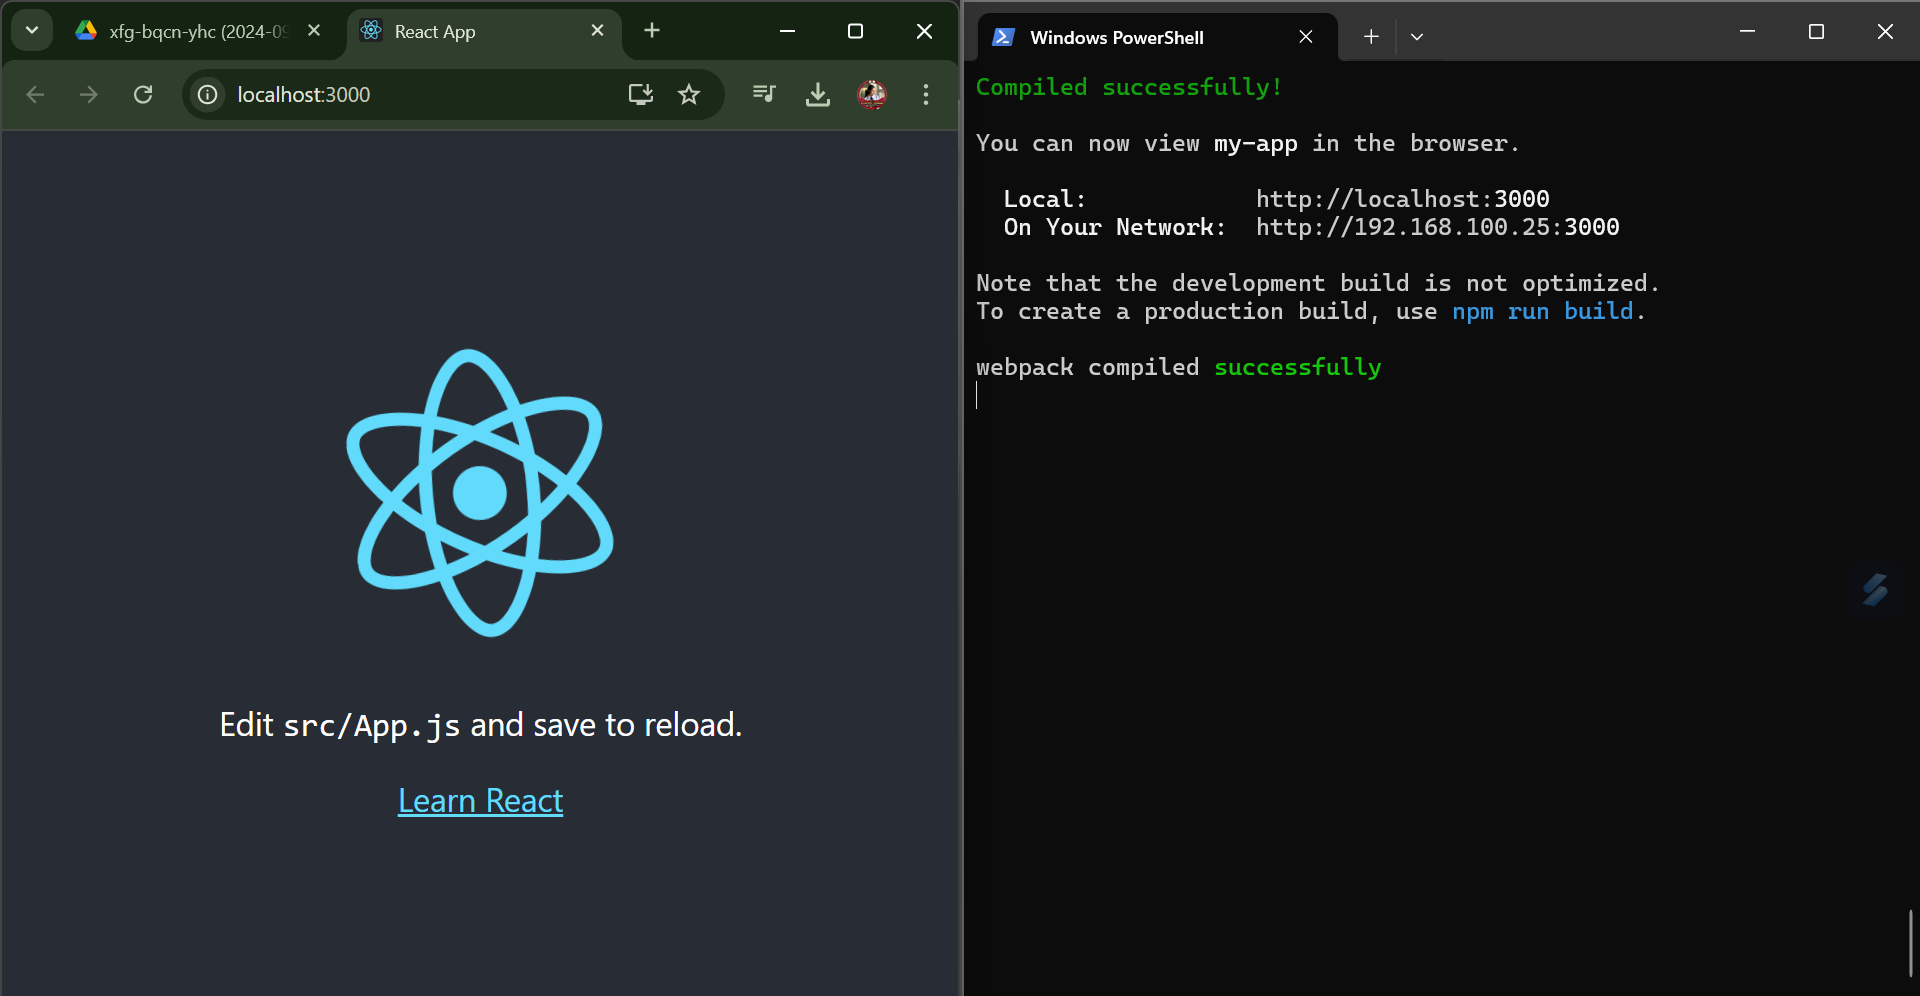 xfg-bqcn-yhc (2024-09
React App
localhost:3000
Edit src/App.js and save to reload.
Learn React
Windows PowerShell
Compiled successfully!
You can now view my-app in the browser.
Local: http://localhost:3000
On Your Network: http://192.168.100.25:3000
Note that the development build is not optimized.
To create a production build, use npm run build.
webpack compiled successfully